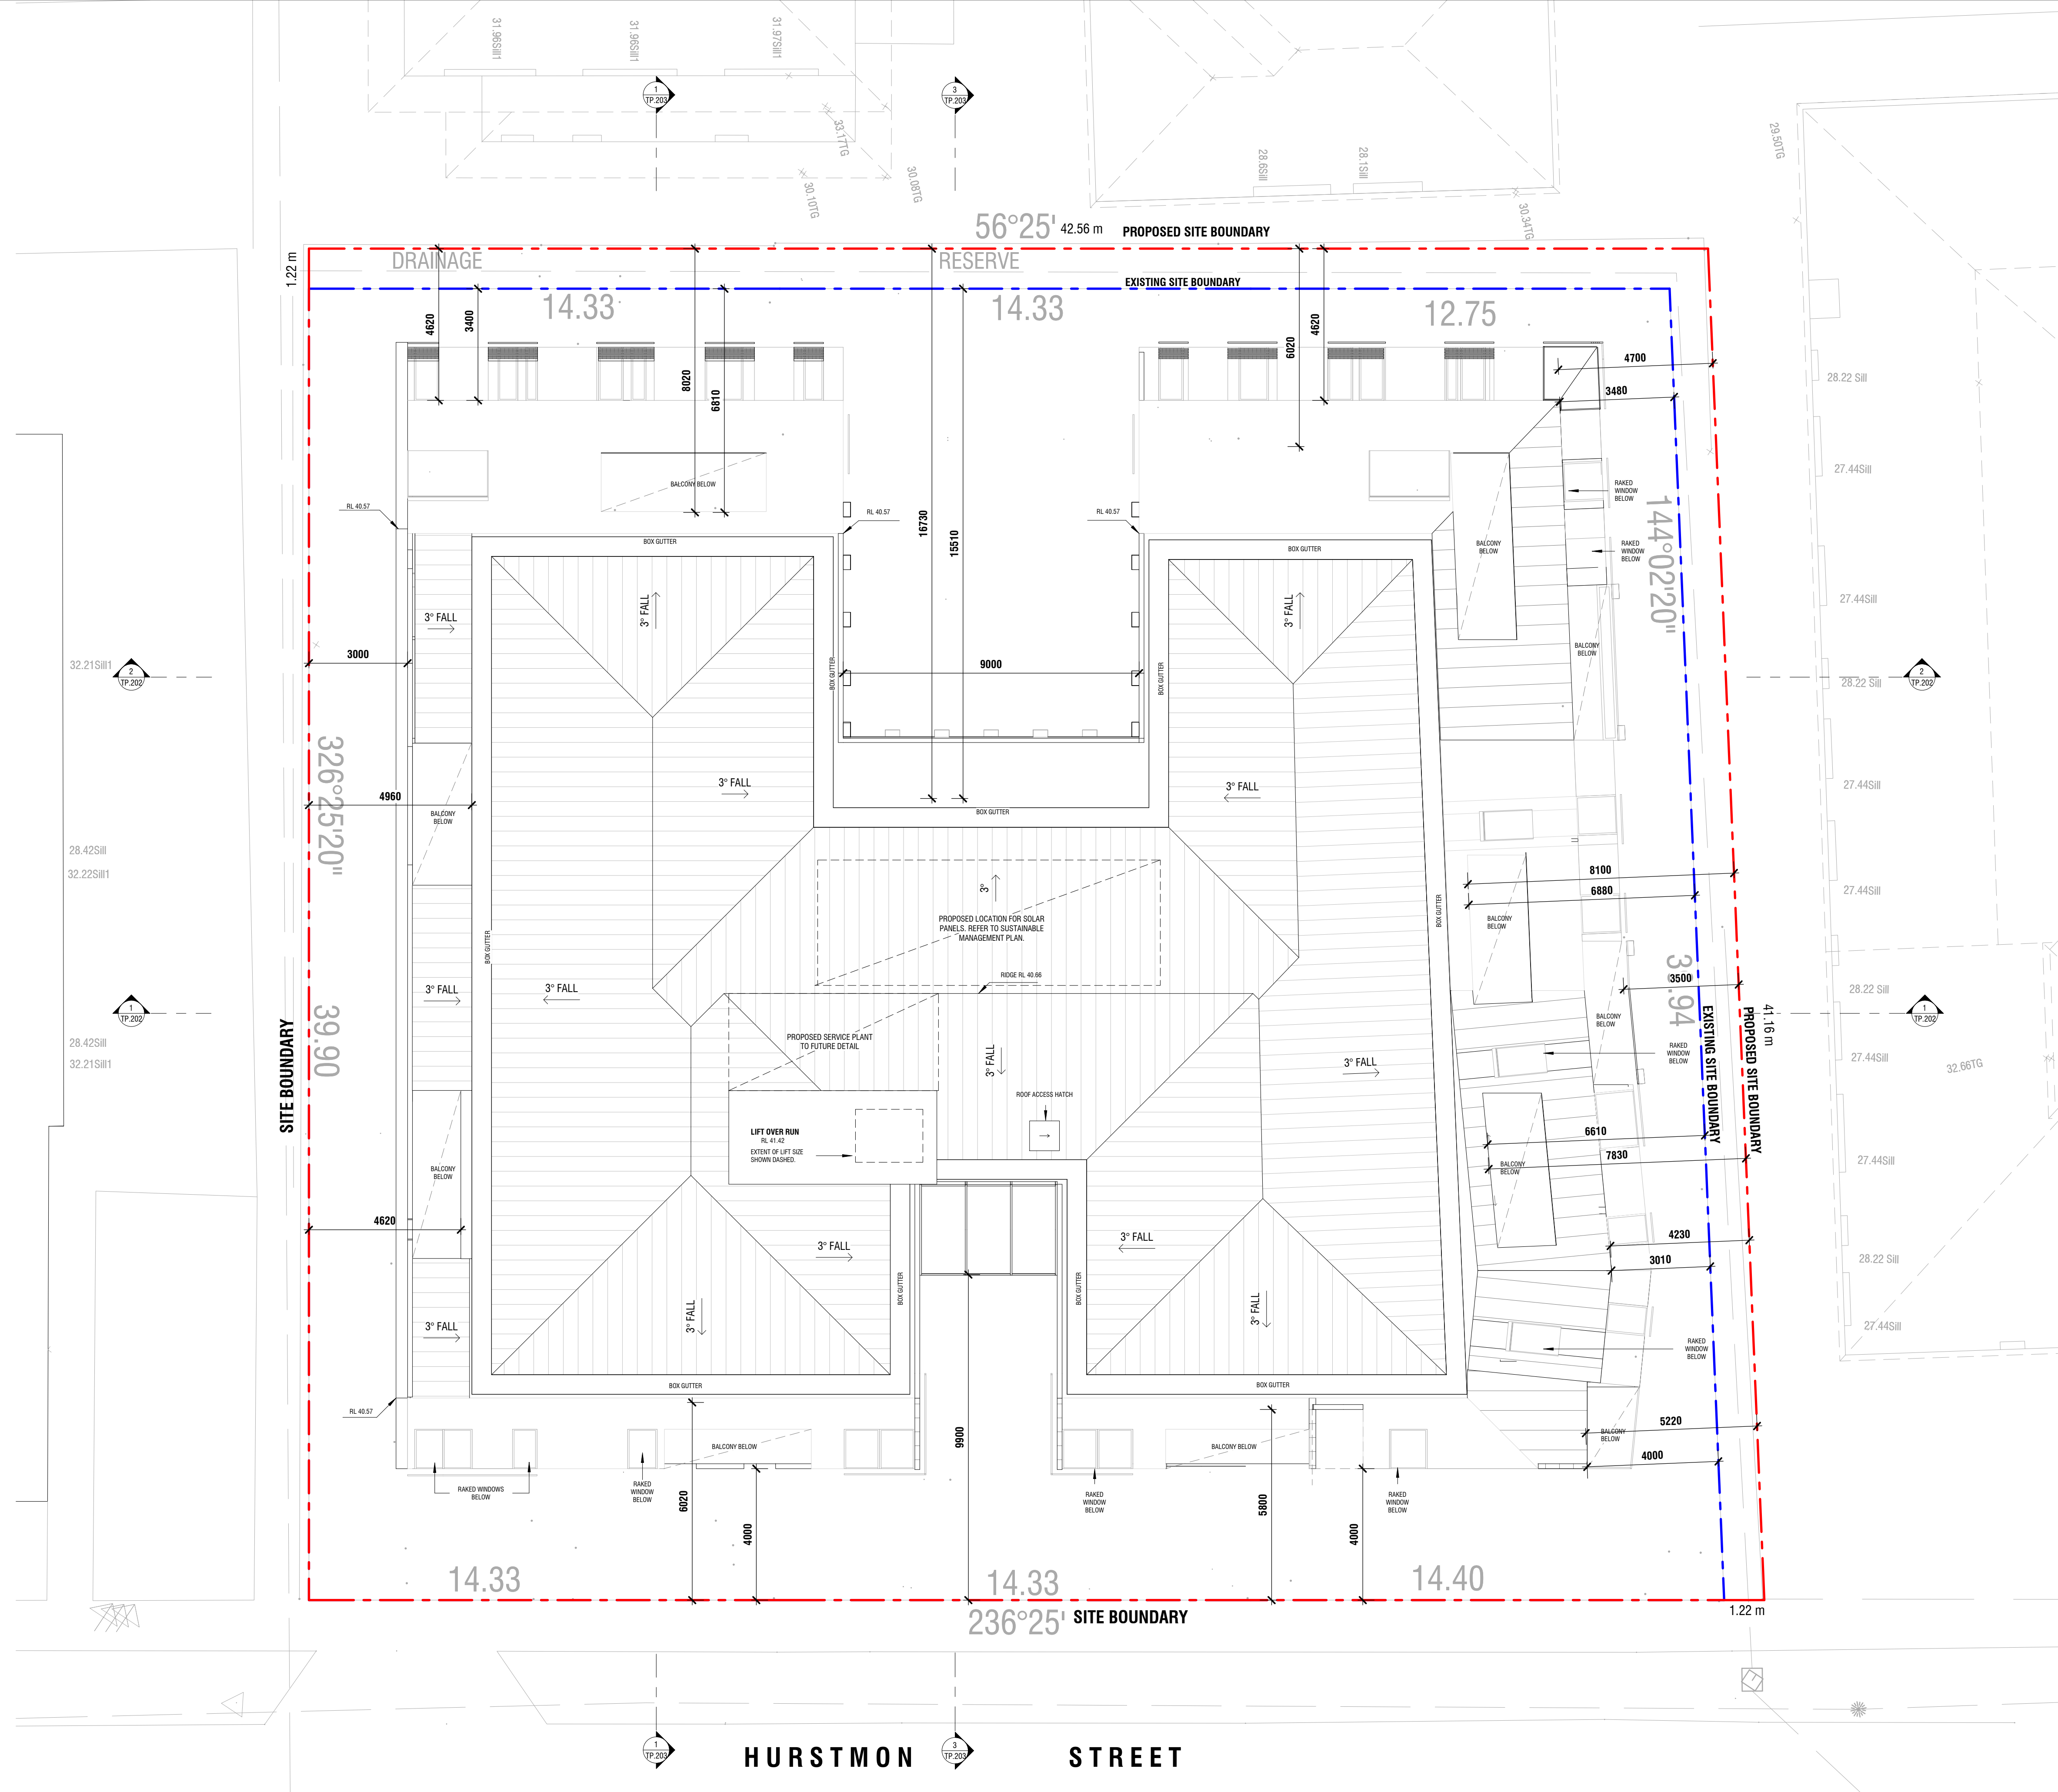 31.96Sill1
31.96Sill1
31.97Sill1
1
TP.203
3
TP.203
33.17TG
30.10TG
30.08TG
28.6Sill
28.1Sill
30.34TG
29.50TG
56°25'
42.56 m
PROPOSED SITE BOUNDARY
1.22 m
DRAINAGE
RESERVE
EXISTING SITE BOUNDARY
14.33
14.33
12.75
4620
3400
8020
6810
16730
15510
6020
4620
4700
3480
28.22 Sill
27.44Sill
BALCONY BELOW
RAKED
WINDOW
BELOW
RL 40.57
RL 40.57
RL 40.57
144°02'20"
BOX GUTTER
BOX GUTTER
BALCONY
BELOW
RAKED
WINDOW
BELOW
3° FALL
3° FALL
3° FALL
27.44Sill
3000
9000
BOX GUTTER
BOX GUTTER
BALCONY
BELOW
32.21Sill1
2
TP.202
2
TP.202
28.22 Sill
326°25'20"
3° FALL
3° FALL
27.44Sill
4960
BALCONY
BELOW
BOX GUTTER
28.42Sill
32.22Sill1
8100
6880
27.44Sill
BOX GUTTER
BOX GUTTER
3°
PROPOSED LOCATION FOR SOLAR
PANELS. REFER TO SUSTAINABLE
MANAGEMENT PLAN.
BALCONY
BELOW
RIDGE RL 40.66
3500
28.22 Sill
3° FALL
3° FALL
1
TP.202
1
TP.202
SITE BOUNDARY
39.90
PROPOSED SERVICE PLANT
TO FUTURE DETAIL
3° FALL
3° FALL
BALCONY
BELOW
RAKED
WINDOW
BELOW
EXISTING SITE BOUNDARY
PROPOSED SITE BOUNDARY
41.16 m
28.42Sill
32.21Sill1
27.44Sill
32.66TG
ROOF ACCESS HATCH
LIFT OVER RUN
RL 41.42
EXTENT OF LIFT SIZE
SHOWN DASHED.
6610
7830
BALCONY
BELOW
BALCONY
BELOW
27.44Sill
4620
3° FALL
3° FALL
4230
3010
28.22 Sill
BOX GUTTER
BOX GUTTER
3° FALL
3° FALL
3° FALL
27.44Sill
RAKED
WINDOW
BELOW
BOX GUTTER
BOX GUTTER
RL 40.57
5220
BALCONY
BELOW
BALCONY BELOW
BALCONY BELOW
9900
4000
RAKED WINDOWS
BELOW
RAKED
WINDOW
BELOW
RAKED
WINDOW
BELOW
RAKED
WINDOW
BELOW
6020
4000
5800
4000
14.33
14.33
14.40
236°25'
SITE BOUNDARY
1.22 m
E
1
TP.203
3
TP.203
HURSTMON STREET